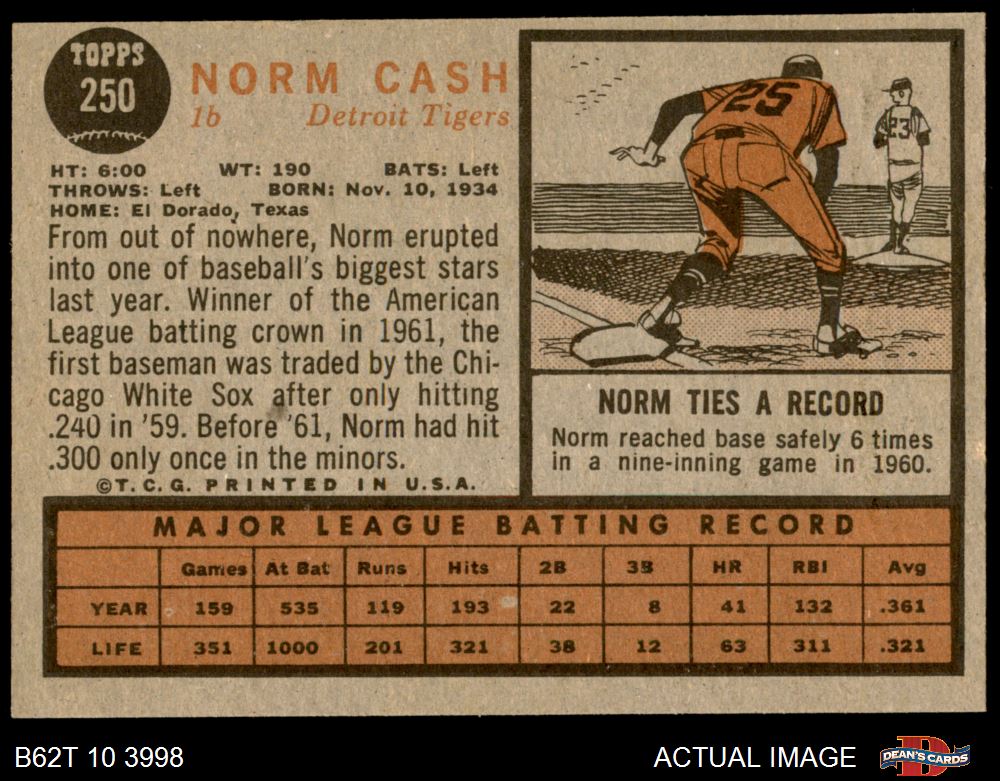 TOPPS
250
NORM CASH
1b Detroit Tigers
HT: 6:00 WT: 190 BATS: Left
THROWS: Left BORN: Nov. 10, 1934
HOME: El Dorado, Texas
From out of nowhere, Norm erupted
into one of baseball's biggest stars
last year. Winner of the American
League batting crown in 1961, the
first baseman was traded by the Chi-
cago White Sox after only hitting
.240 in '59. Before '61, Norm had hit
.300 only once in the minors.
©T.C.G. PRINTED IN U.S.A.
25
23
NORM TIES A RECORD
Norm reached base safely 6 times
in a nine-inning game in 1960.
MAJOR LEAGUE BATTING RECORD
Games At Bat Runs Hits 2B 3B HR RBI Avg
YEAR 159 535 119 193 22 8 41 132 .361
LIFE 351 1000 201 321 38 12 63 311 .321
B62T 10 3998
ACTUAL IMAGE
D
DEAN'S CARDS